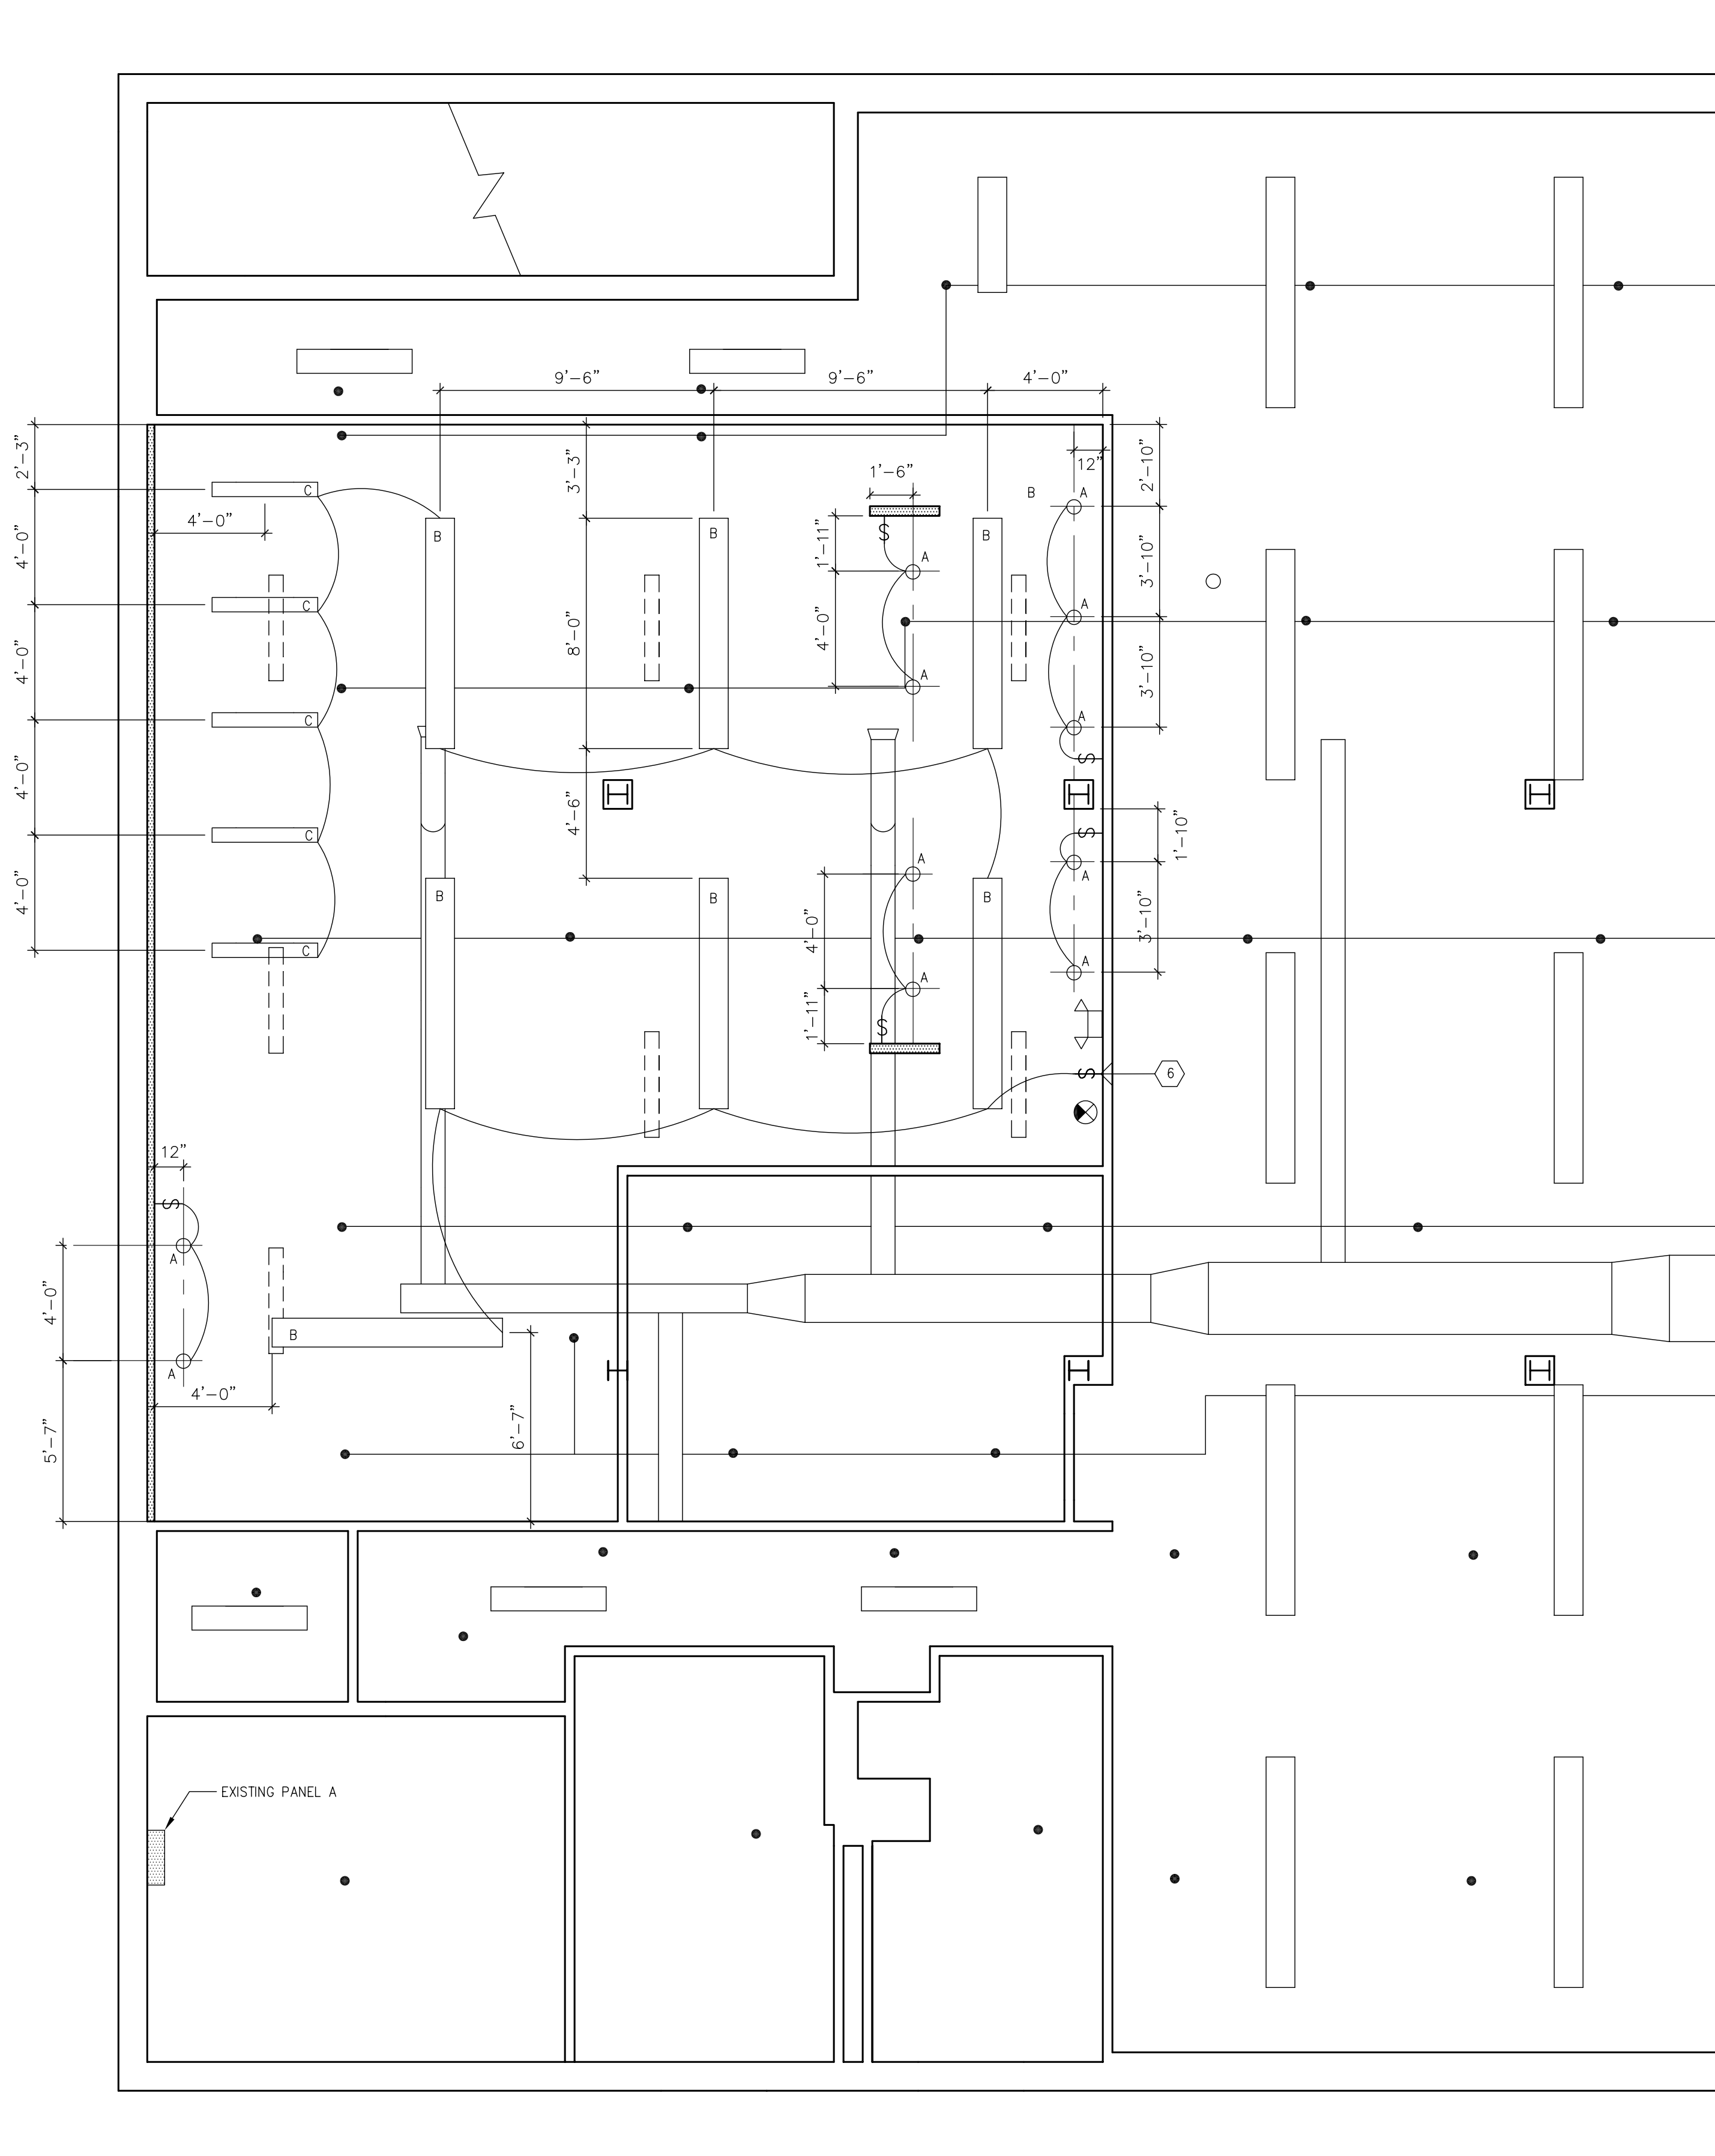 9'-6"
9'-6"
4'-0"
2'-3"
3'-3"
12"
2'-10"
1'-6"
C
B
A
4'-0"
4'-0"
B
B
B
S
1'-11"
A
3'-10"
C
A
4'-0"
8'-0"
4'-0"
A
3'-10"
C
A
S
4'-0"
H
H
H
4'-6"
C
S
1'-10"
B
B
B
A
A
4'-0"
4'-0"
3'-10"
C
A
A
1'-11"
S
S
6
12"
S
A
4'-0"
B
A
H
H
H
4'-0"
5'-7"
6'-7"
EXISTING PANEL A